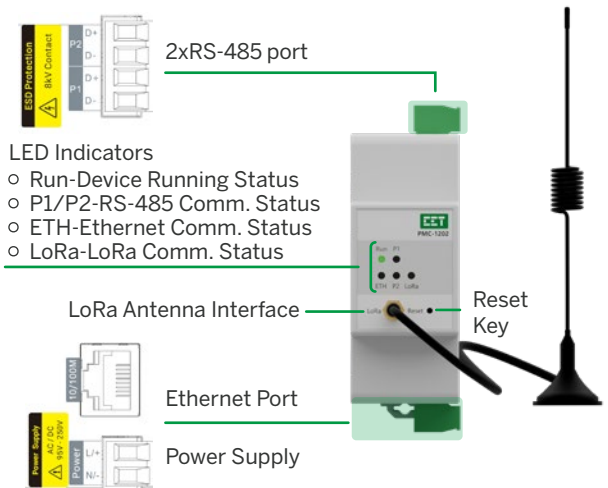 ESD Protection
8kV Contact
P2
D+
D-
P1
D+
D-
2xRS-485 port
LED Indicators
Run-Device Running Status
P1/P2-RS-485 Comm. Status
ETH-Ethernet Comm. Status
LoRa-LoRa Comm. Status
CET
PMC-1202
Run P1
ETH P2 LoRa
LoRa Antenna Interface
LoRa
Reset
Reset
Key
10/100M
Ethernet Port
Power Supply
AC / DC
95V - 250V
Power
L/+
N/-
Power Supply